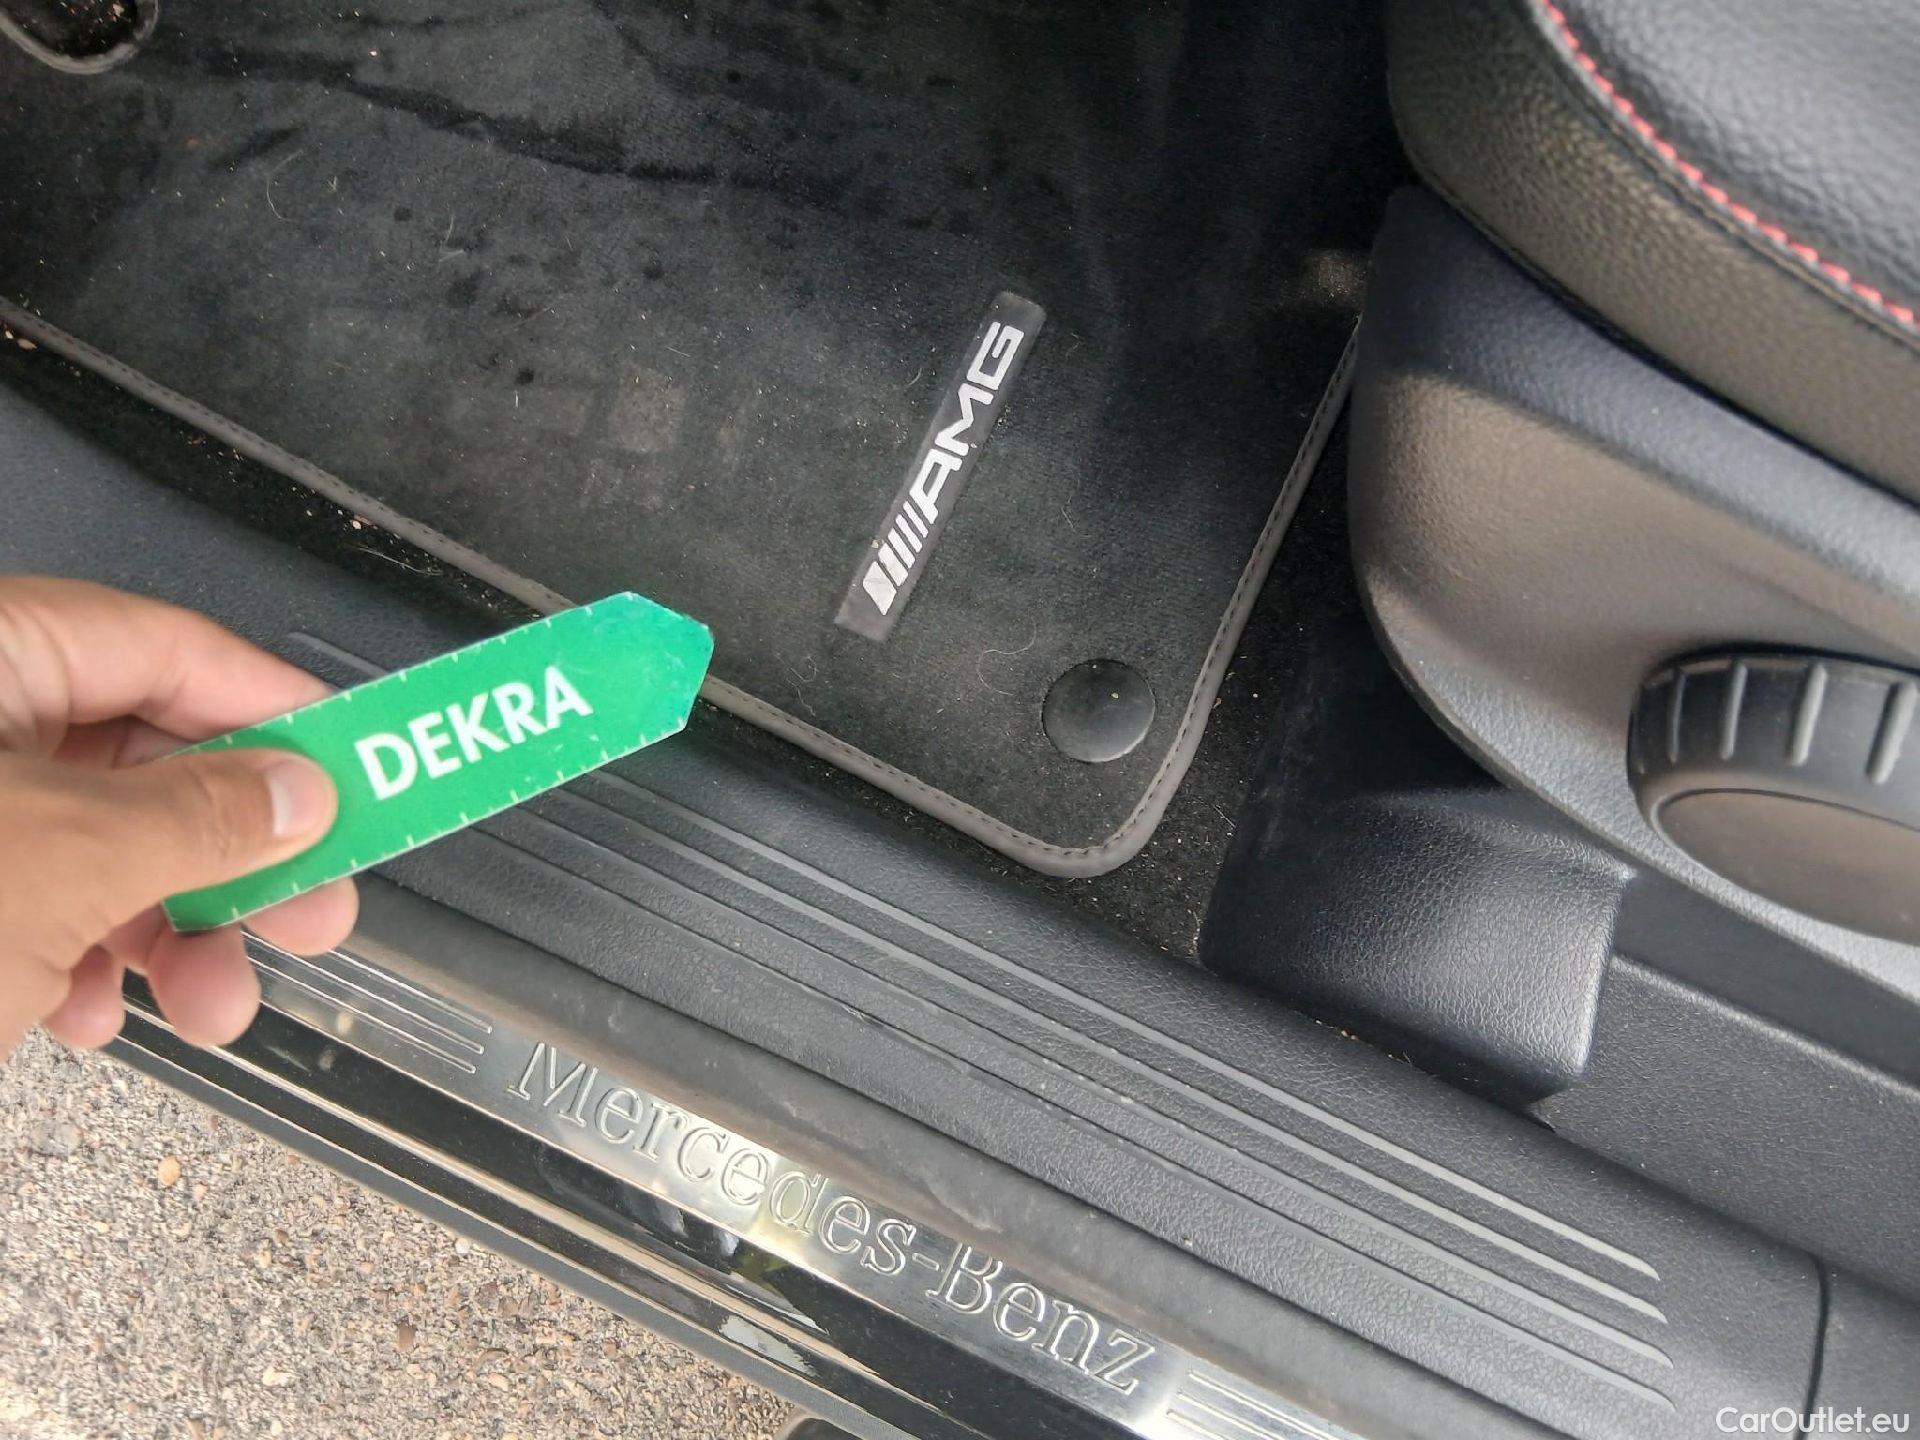 AMG
DEKRA
Mercedes-Benz
CarOutlet.eu